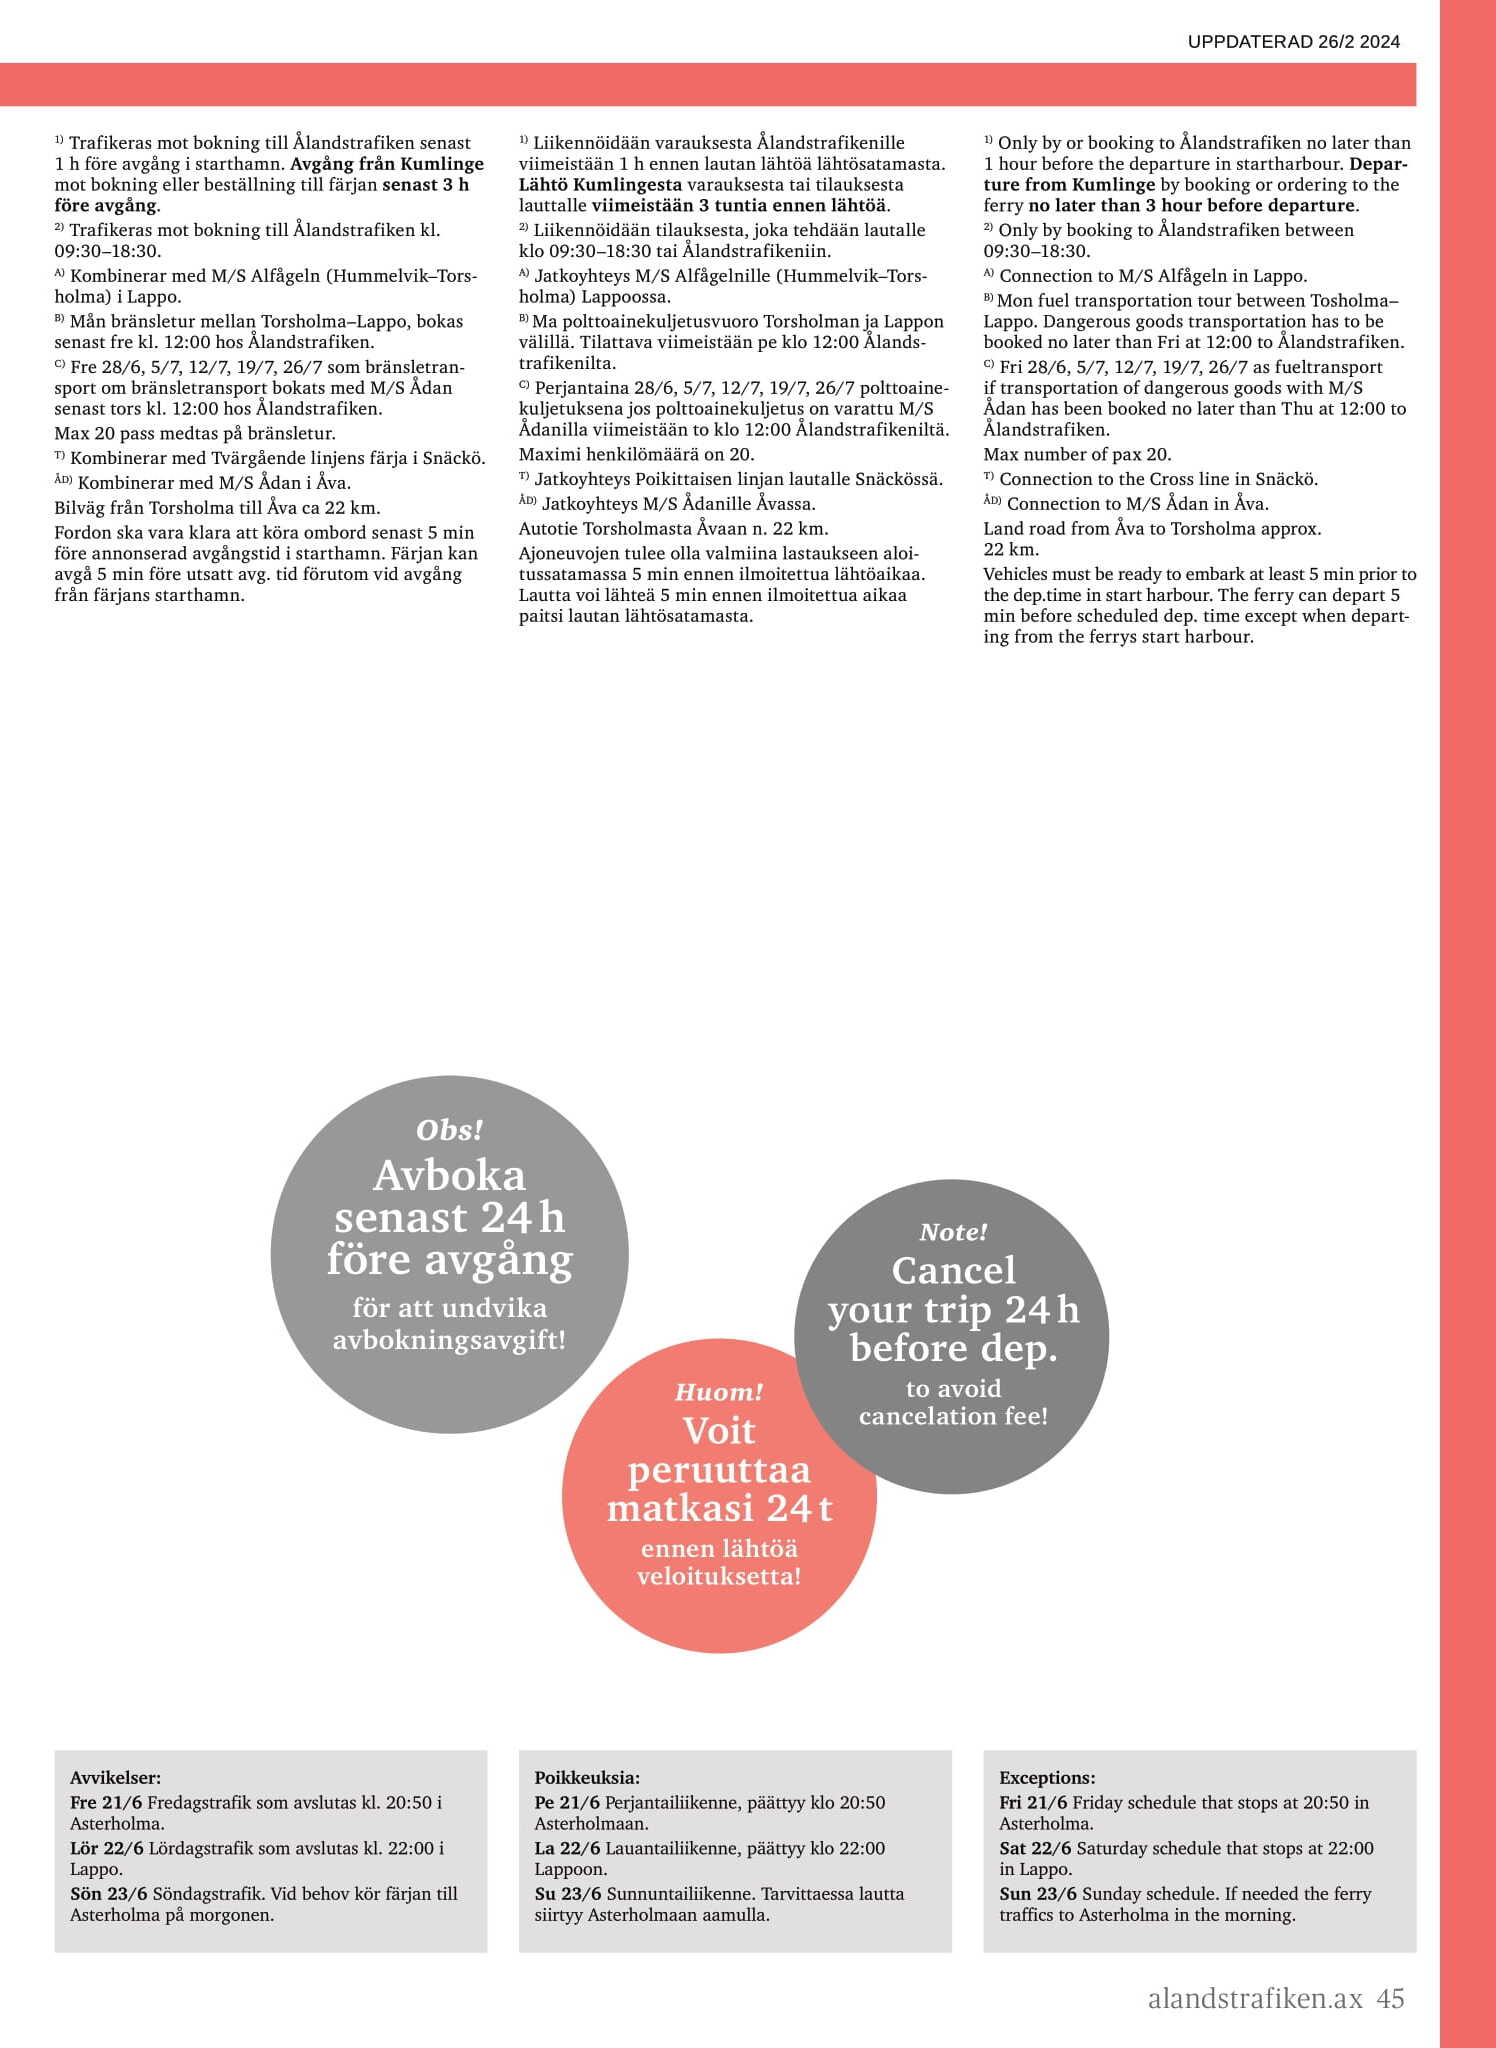 UPPDATERAD 26/2 2024
1) Trafikeras mot bokning till Ålandstrafiken senast
1 h före avgång i starthamn. Avgång från Kumlinge
mot bokning eller beställning till färjan senast 3 h
före avgång.
2) Trafikeras mot bokning till Ålandstrafiken kl.
09:30–18:30.
A) Kombinerar med M/S Alfågeln (Hummelvik–Tors-
holma) i Lappo.
B) Mån bränsletur mellan Torsholma–Lappo, bokas
senast fre kl. 12:00 hos Ålandstrafiken.
C) Fre 28/6, 5/7, 12/7, 19/7, 26/7 som bränsletran-
sport om bränsletransport bokats med M/S Ådan
senast tors kl. 12:00 hos Ålandstrafiken.
Max 20 pass medtas på bränsletur.
T) Kombinerar med Tvärgående linjens färja i Snäckö.
ÅD) Kombinerar med M/S Ådan i Åva.
Bilväg från Torsholma till Åva ca 22 km.
Fordon ska vara klara att köra ombord senast 5 min
före annonserad avgångstid i starthamn. Färjan kan
avgå 5 min före utsatt avg. tid förutom vid avgång
från färjans starthamn.
1) Liikennöidään varauksesta Ålandstrafikenille
viimeistään 1 h ennen lautan lähtöä lähtösatamasta.
Lähtö Kumlingesta varauksesta tai tilauksesta
lauttalle viimeistään 3 tuntia ennen lähtöä.
2) Liikennöidään tilauksesta, joka tehdään lautalle
klo 09:30–18:30 tai Ålandstrafikeniin.
A) Jatkoyhteys M/S Alfågelnille (Hummelvik–Tors-
holma) Lappoossa.
B) Ma polttoainekuljetusvuoro Torsholman ja Lappon
välillä. Tilattava viimeistään pe klo 12:00 Ålands-
trafikenilta.
C) Perjantaina 28/6, 5/7, 12/7, 19/7, 26/7 polttoaine-
kuljetuksena jos polttoainekuljetus on varattu M/S
Ådanilla viimeistään to klo 12:00 Ålandstrafikeniltä.
Maximi henkilömäärä on 20.
T) Jatkoyhteys Poikittaisen linjan lautalle Snäckössä.
ÅD) Jatkoyhteys M/S Ådanille Åvassa.
Autotie Torsholmasta Åvaan n. 22 km.
Ajoneuvojen tulee olla valmiina lastaukseen aloi-
tussatamassa 5 min ennen ilmoitettua lähtöaikaa.
Lautta voi lähteä 5 min ennen ilmoitettua aikaa
paitsi lautan lähtösatamasta.
1) Only by or booking to Ålandstrafiken no later than
1 hour before the departure in startharbour. Depar-
ture from Kumlinge by booking or ordering to the
ferry no later than 3 hour before departure.
2) Only by booking to Ålandstrafiken between
09:30–18:30.
A) Connection to M/S Alfågeln in Lappo.
B) Mon fuel transportation tour between Tosholma–
Lappo. Dangerous goods transportation has to be
booked no later than Fri at 12:00 to Ålandstrafiken.
C) Fri 28/6, 5/7, 12/7, 19/7, 26/7 as fueltransport
if transportation of dangerous goods with M/S
Ådan has been booked no later than Thu at 12:00 to
Ålandstrafiken.
Max number of pax 20.
T) Connection to the Cross line in Snäckö.
ÅD) Connection to M/S Ådan in Åva.
Land road from Åva to Torsholma approx.
22 km.
Vehicles must be ready to embark at least 5 min prior to
the dep.time in start harbour. The ferry can depart 5
min before scheduled dep. time except when depart-
ing from the ferrys start harbour.
Obs!
Avboka
senast 24 h
före avgång
för att undvika
avbokningsavgift!
Note!
Cancel
your trip 24 h
before dep.
to avoid
cancelation fee!
Huom!
Voit
peruuttaa
matkasi 24 t
ennen lähtöä
veloituksetta!
Avvikelser:
Fre 21/6 Fredagstrafik som avslutas kl. 20:50 i
Asterholma.
Lör 22/6 Lördagstrafik som avslutas kl. 22:00 i
Lappo.
Sön 23/6 Söndagstrafik. Vid behov kör färjan till
Asterholma på morgonen.
Poikkeuksia:
Pe 21/6 Perjantailiikenne, päättyy klo 20:50
Asterholmaan.
La 22/6 Lauantailiikenne, päättyy klo 22:00
Lappoon.
Su 23/6 Sunnuntailiikenne. Tarvittaessa lautta
siirtyy Asterholmaan aamulla.
Exceptions:
Fri 21/6 Friday schedule that stops at 20:50 in
Asterholma.
Sat 22/6 Saturday schedule that stops at 22:00
in Lappo.
Sun 23/6 Sunday schedule. If needed the ferry
traffics to Asterholma in the morning.
alandstrafiken.ax 45